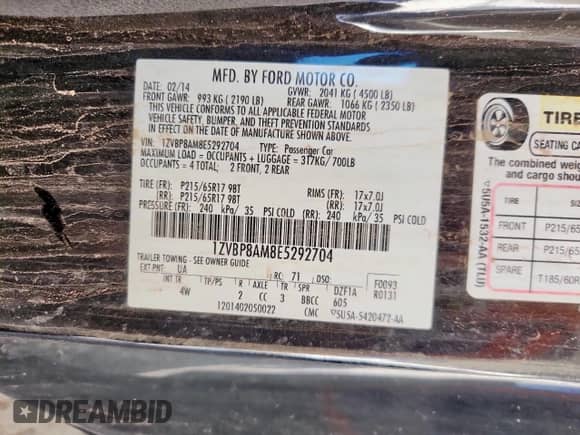 MFD. BY FORD MOTOR CO.
DATE: 02/14 GVWR: 2041 KG ( 4500 LB)
FRONT GAWR: 993 KG ( 2190 LB) REAR GAWR: 1066 KG ( 2350 LB)
THIS VEHICLE CONFORMS TO ALL APPLICABLE FEDERAL MOTOR
VEHICLE SAFETY, BUMPER, AND THEFT PREVENTION STANDARDS
IN EFFECT ON THE DATE OF MANUFACTURE SHOWN ABOVE.
VIN: 1ZVBP8AM8E5292704 TYPE: Passenger Car
MAXIMUM LOAD = OCCUPANTS + LUGGAGE = 317KG/700LB
OCCUPANTS = 4 TOTAL; 2 FRONT, 2 REAR
TIRE (FR): P215/65R17 98T RIMS (FR): 17x7.0J
(RR): P215/65R17 98T (RR): 17x7.0J
PRESSURE (FR): 240 kPa/ 35 PSI COLD (RR): 240 kPa/ 35 PSI COLD
1ZVBP8AM8E5292704
TRAILER TOWING - SEE OWNER GUIDE
EXT PNT: UA RC: 71 DSO: F0093
INT TR TP/PS R AXLE TR SPR R0131
4W 2 CC 3 BBCC DZF1A
605
1201402050022 CMC ▽5U5A-5420472-AA
TIRE
SEATING CA
The combined weig
and cargo shou
TIRE SIZE
FRONT P215/65
REAR P215/65
SPARE T185/60R
▽5U5A-1532-AA (TUJ)
DREAMBID